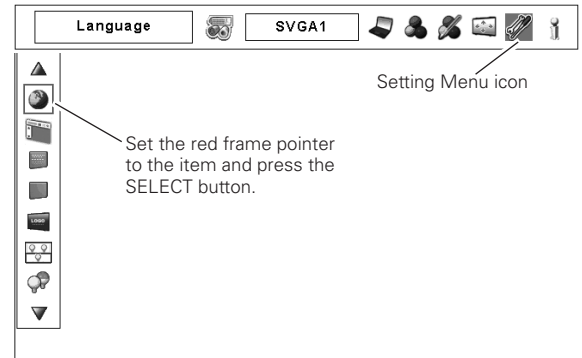 Language
SVGA1
Setting Menu icon
Set the red frame pointer
to the item and press the
SELECT button.
LOGO